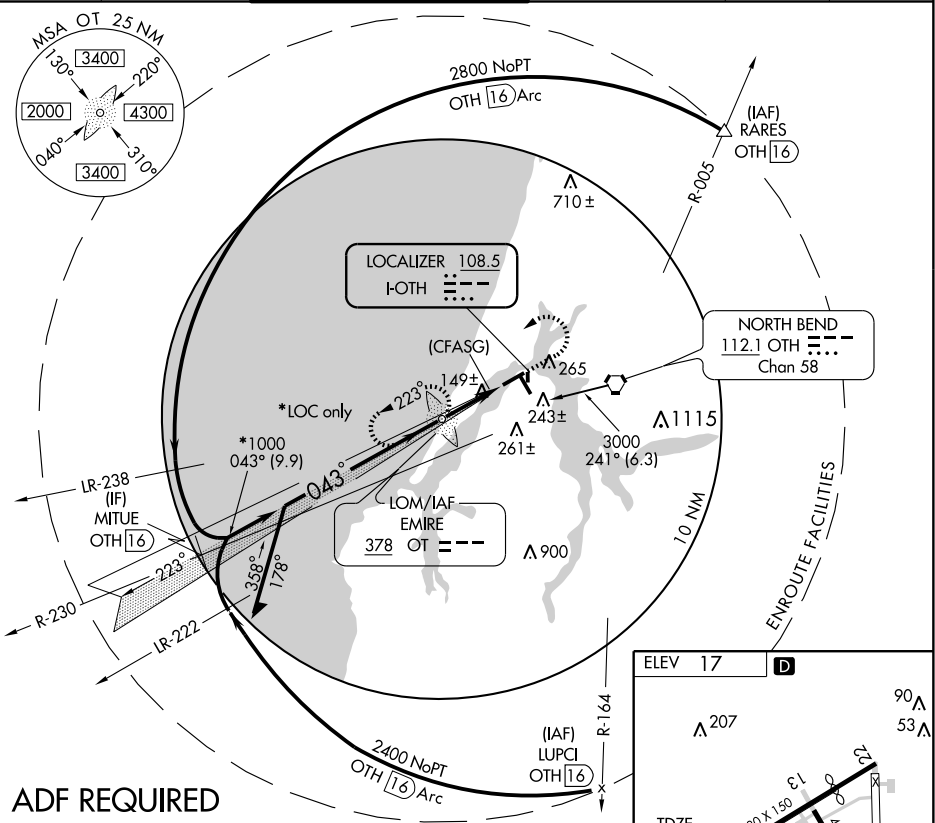 MSA OT 25 NM
130°
3400
220°
2000
4300
040°
310°
3400
2800 NoPT
OTH 16 Arc
(IAF)
RARES
OTH 16
R-005
710 ±
LOCALIZER 108.5
I-OTH
NORTH BEND
112.1 OTH
Chan 58
(CFASG)
149±
265
*LOC only
223°
243±
261±
1115
3000
241° (6.3)
*1000
043° (9.9)
043°
LR-238
(IF)
MITUE
OTH 16
LOM/IAF
EMIRE
378 OT
900
10 NM
ENROUTE FACILITIES
223°
358°
178°
R-230
LR-222
R-164
2400 NoPT
OTH 16 Arc
(IAF)
LUPCI
OTH 16
ADF REQUIRED
ELEV 17
D
207
90
53
22
13
X
X 150
TDZE